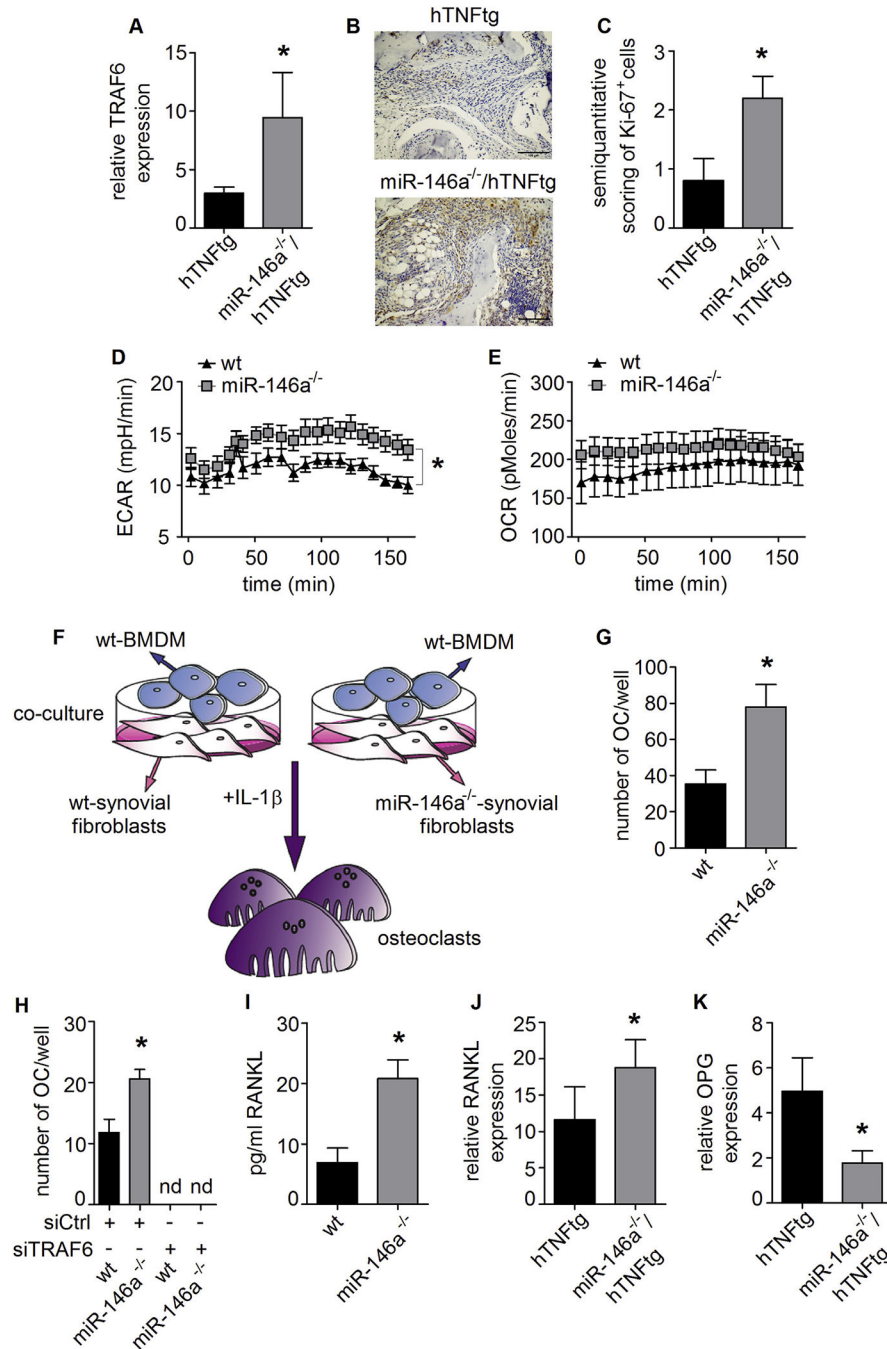 A
relative TRAF6
expression
15
10
5
0
*
hTNFtg
miR-146a-/-/
hTNFtg
B
hTNFtg
miR-146a-/-/hTNFtg
C
semiquantitative
scoring of Ki-67+ cells
3
2
1
0
*
hTNFtg
miR-146a-/-/
hTNFtg
D
wt
miR-146a-/-
ECAR (mpH/min)
20
15
10
5
*
0 50 100 150
time (min)
E
wt
miR-146a-/-
OCR (pMoles/min)
300
250
200
150
100
0 50 100 150
time (min)
F
wt-BMDM
wt-BMDM
co-culture
wt-synovial
fibroblasts
+IL-1β
miR-146a-/--synovial
fibroblasts
osteoclasts
G
number of OC/well
100
80
60
40
20
0
*
wt
miR-146a-/-
H
number of OC/well
30
20
10
0
*
nd nd
siCtrl + + - -
siTRAF6 - - + +
wt
miR-146a-/-
wt
miR-146a-/-
I
pg/ml RANKL
30
20
10
0
*
wt
miR-146a-/-
J
relative RANKL
expression
25
20
15
10
5
0
*
hTNFtg
miR-146a-/-/
hTNFtg
K
relative OPG
expression
8
6
4
2
0
*
hTNFtg
miR-146a-/-/
hTNFtg